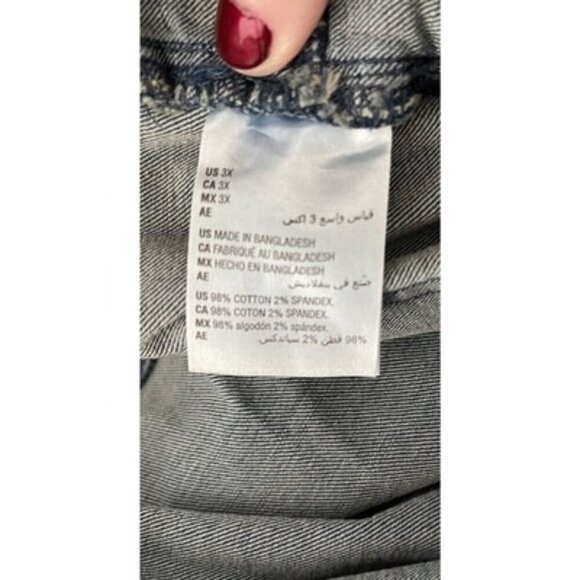 US 3X
CA 3X
MX 3X
AE قياس واسع 3 اكس
US MADE IN BANGLADESH
CA FABRIQUÉ AU BANGLADESH
MX HECHO EN BANGLADESH
AE صنع في بنغلاديش
US 98% COTTON 2% SPANDEX.
CA 98% COTON 2% SPANDEX.
MX 98% algodón 2% spándex.
AE 98% قطن 2% سباندكس.